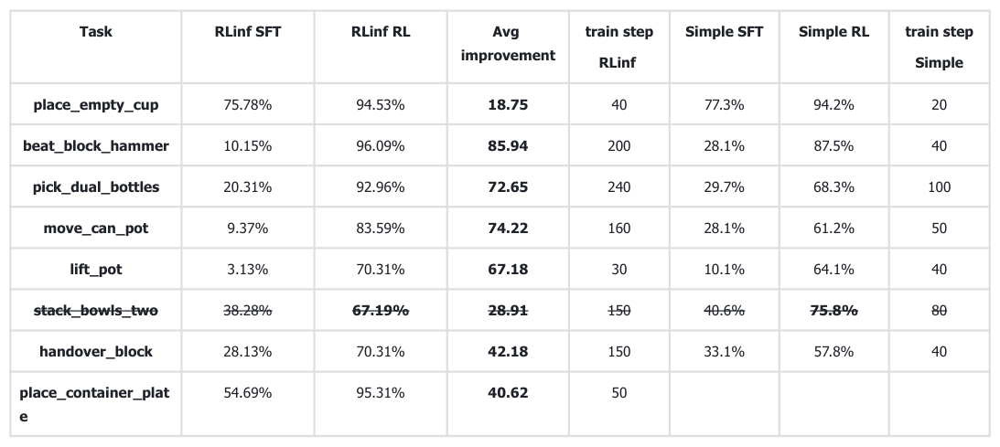 Task RLinf SFT RLinf RL Avg improvement train step RLinf Simple SFT Simple RL train step Simple
place_empty_cup 75.78% 94.53% 18.75 40 77.3% 94.2% 20
beat_block_hammer 10.15% 96.09% 85.94 200 28.1% 87.5% 40
pick_dual_bottles 20.31% 92.96% 72.65 240 29.7% 68.3% 100
move_can_pot 9.37% 83.59% 74.22 160 28.1% 61.2% 50
lift_pot 3.13% 70.31% 67.18 30 10.1% 64.1% 40
stack_bowls_two 38.28% 67.19% 28.91 150 40.6% 75.8% 80
handover_block 28.13% 70.31% 42.18 150 33.1% 57.8% 40
place_container_plat 54.69% 95.31% 40.62 50
e